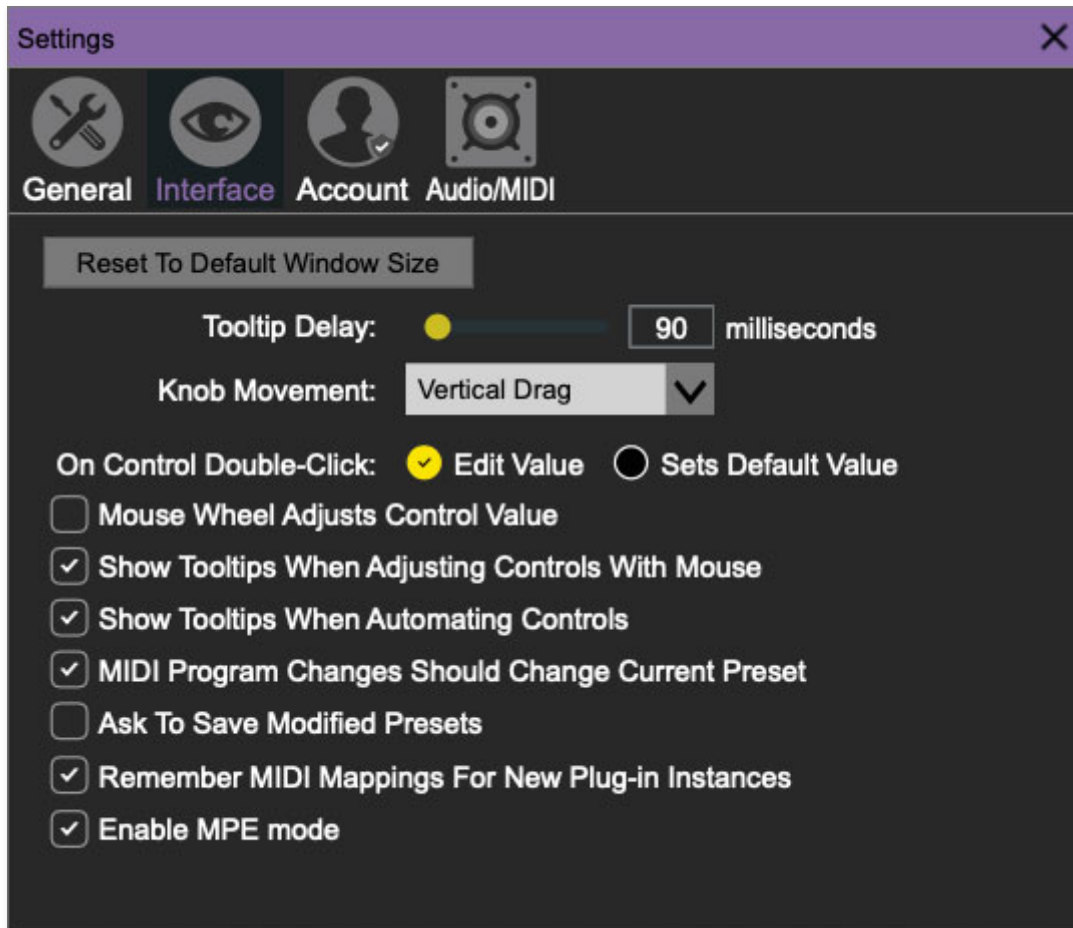 Settings
General Interface Account Audio/MIDI
Reset To Default Window Size
Tooltip Delay: 90 milliseconds
Knob Movement: Vertical Drag
On Control Double-Click: Edit Value Sets Default Value
Mouse Wheel Adjusts Control Value
Show Tooltips When Adjusting Controls With Mouse
Show Tooltips When Automating Controls
MIDI Program Changes Should Change Current Preset
Ask To Save Modified Presets
Remember MIDI Mappings For New Plug-in Instances
Enable MPE mode